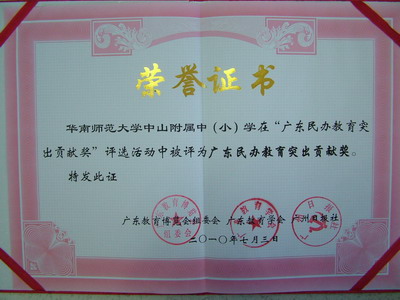 荣誉证书
华南师范大学中山附属中(小)学在“广东民办教育突
出贡献奖”评选活动中被评为广东民办教育突出贡献奖。
特发此证
广东教育博览会组委会 广东教育学会 广州日报社
二〇一〇年七月三日